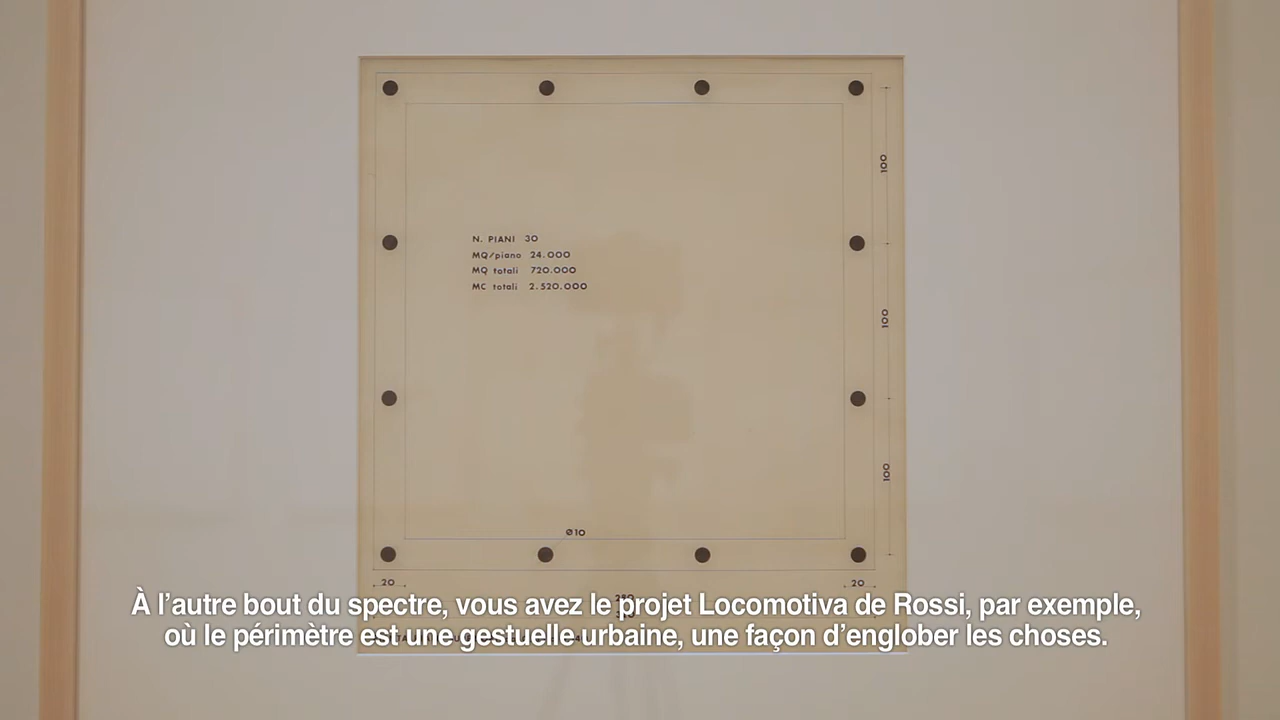 100
N. PIANI 30
MQ/piano 24.000
MQ totali 720.000
MC totali 2.520.000
100
100
Ø10
20
20
À l’autre bout du spectre, vous avez le projet Locomotiva de Rossi, par exemple,
où le périmètre est une gestuelle urbaine, une façon d’englober les choses.